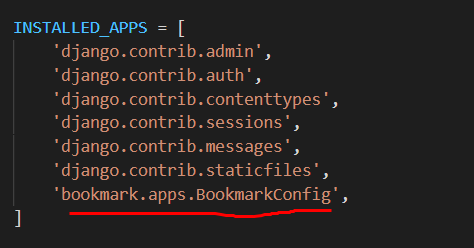 INSTALLED_APPS = [
    'django.contrib.admin',
    'django.contrib.auth',
    'django.contrib.contenttypes',
    'django.contrib.sessions',
    'django.contrib.messages',
    'django.contrib.staticfiles',
    'bookmark.apps.BookmarkConfig',
]